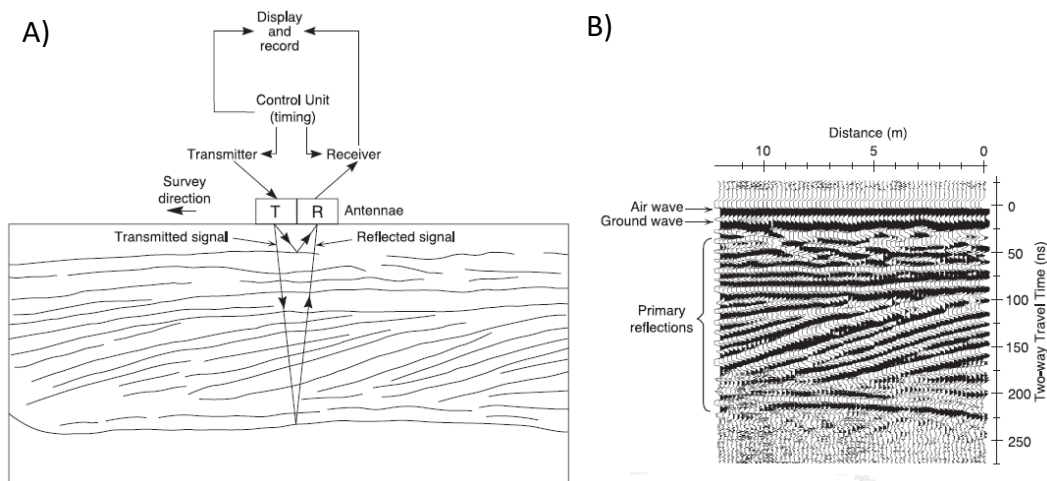 A)
Display
and
record
Control Unit
(timing)
Transmitter
Receiver
Survey
direction
T
R
Antennae
Transmitted signal
Reflected signal
B)
Distance (m)
10
5
0
Air wave
Ground wave
Primary
reflections
0
50
100
150
200
250
Two-way Travel Time (ns)